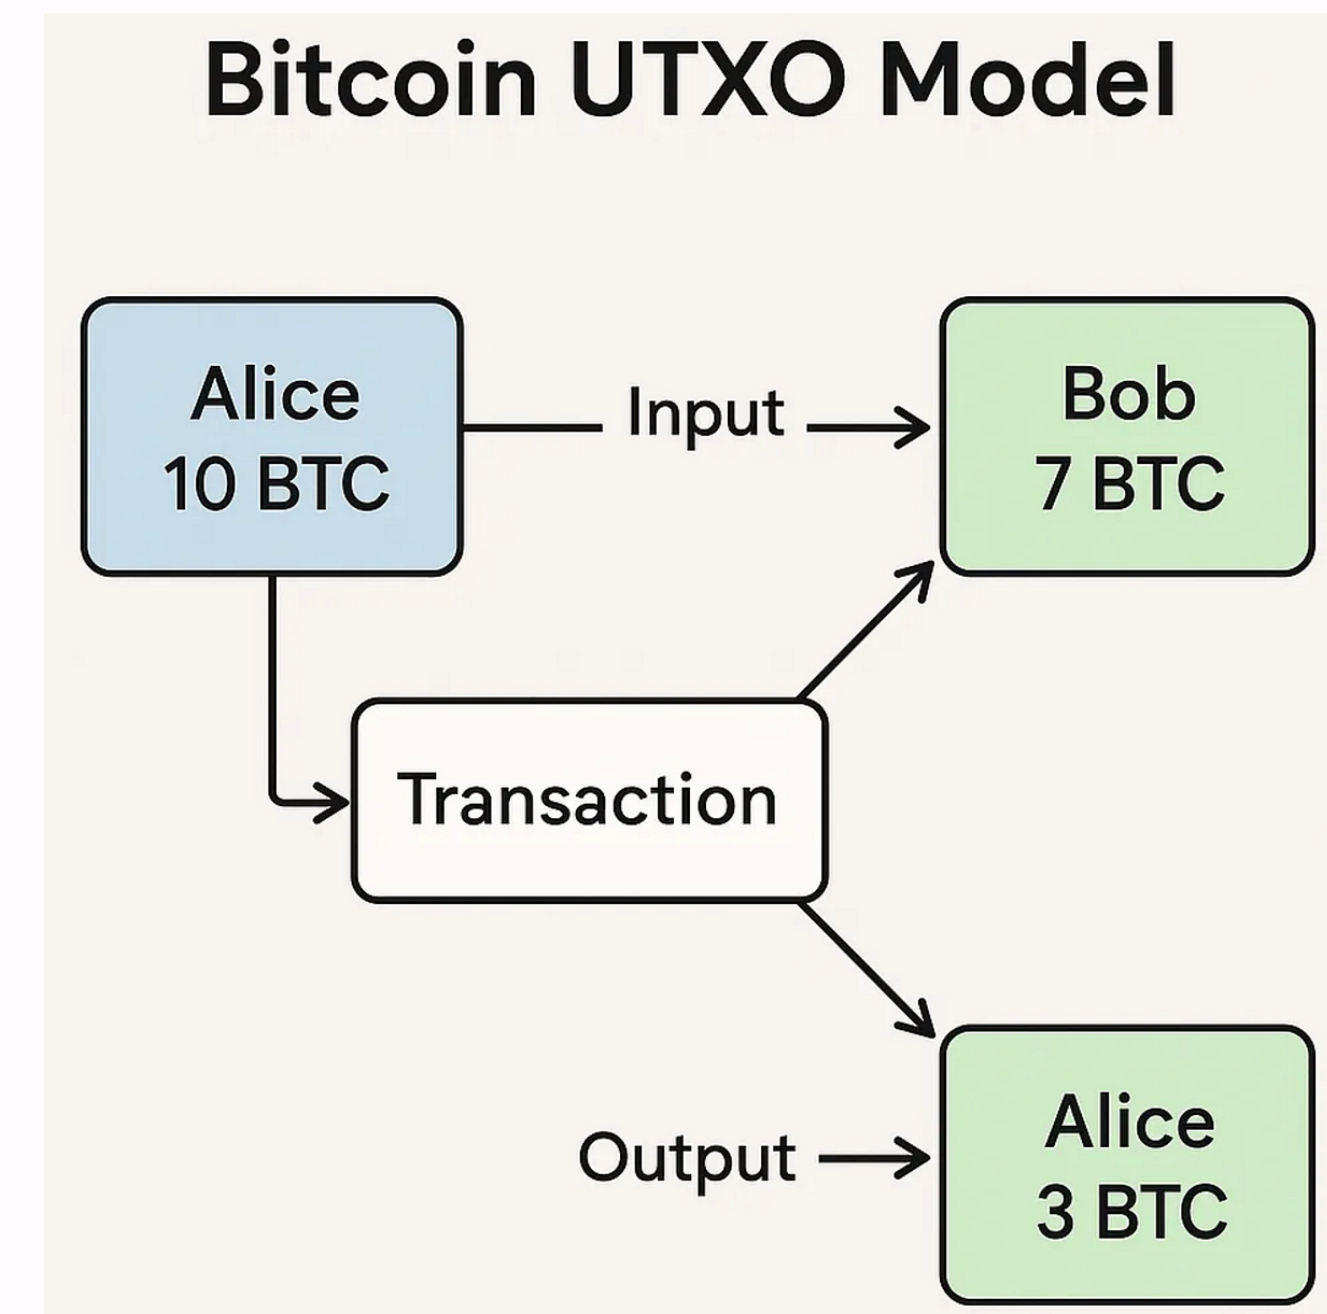 Bitcoin UTXO Model
Alice
10 BTC
Input
Bob
7 BTC
Transaction
Output
Alice
3 BTC